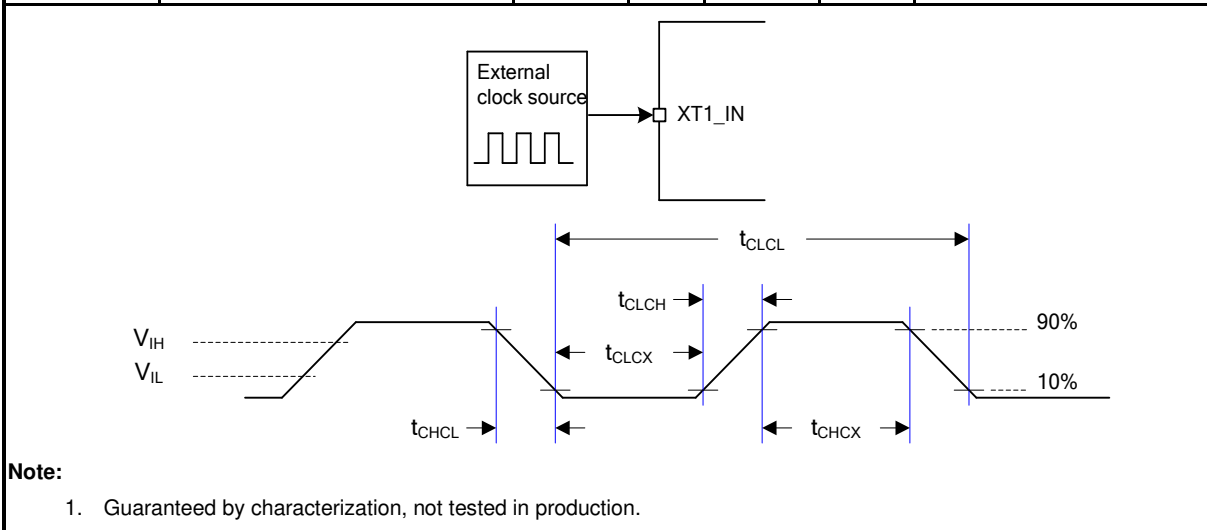 External
clock source
XT1_IN
tCLCL
tCLCH
90%
VIH
tCLCX
VIL
10%
tCHCL
tCHCX
Note:
1. Guaranteed by characterization, not tested in production.